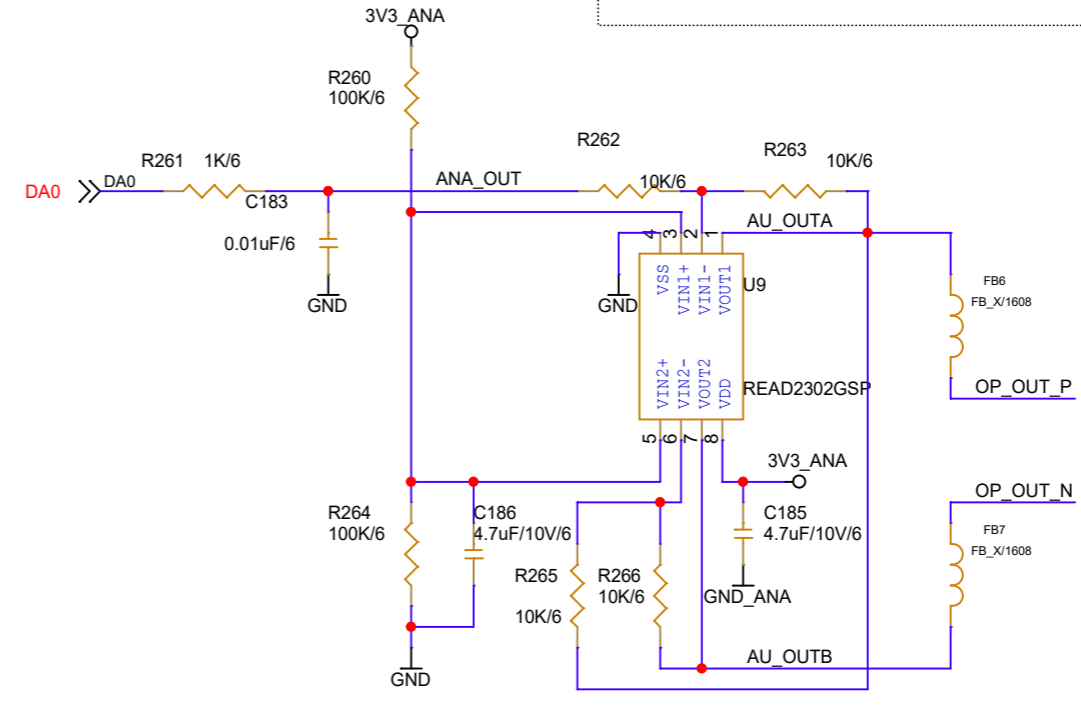 3V3_ANA
R260
100K/6
R261 1K/6
R262
10K/6
R263
10K/6
DA0
DA0
ANA_OUT
C183
0.01uF/6
GND
AU_OUTA
4
3
2
1
GND
VSS
VIN1+
VIN1-
VOUT1
U9
FB6
FB_X/1608
VIN2+
VIN2-
VOUT2
VDD
READ2302GSP
OP_OUT_P
5
6
7
8
3V3_ANA
R264
100K/6
C186
4.7uF/10V/6
C185
4.7uF/10V/6
OP_OUT_N
FB7
FB_X/1608
R265
10K/6
R266
10K/6
GND_ANA
AU_OUTB
GND